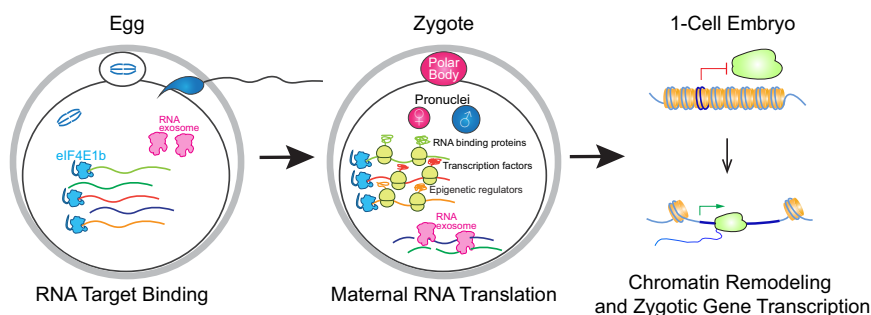 Egg
Zygote
1-Cell Embryo
RNA
exosome
eIF4E1b
Polar
Body
Pronuclei
♀
♂
RNA binding proteins
Transcription factors
Epigenetic regulators
RNA
exosome
RNA Target Binding
Maternal RNA Translation
Chromatin Remodeling
and Zygotic Gene Transcription